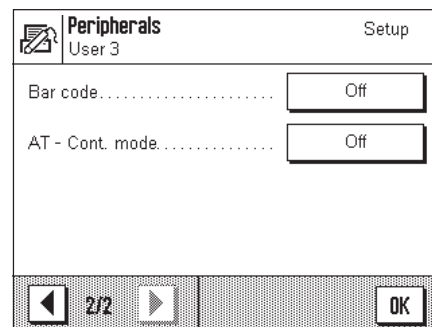 Peripherals Setup
User 3
Bar code...................... Off
AT - Cont. mode............... Off
2/2 OK